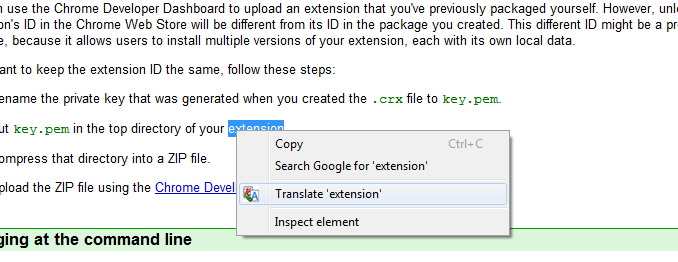 n use the Chrome Developer Dashboard to upload an extension that you've previously packaged yourself. However, unl
on's ID in the Chrome Web Store will be different from its ID in the package you created. This different ID might be a pr
e, because it allows users to install multiple versions of your extension, each with its own local data.
ant to keep the extension ID the same, follow these steps:
ename the private key that was generated when you created the .crx file to key.pem.
ut key.pem in the top directory of your extension
ompress that directory into a ZIP file.
pload the ZIP file using the Chrome Devel
Copy Ctrl+C
Search Google for 'extension'
Translate 'extension'
Inspect element
ging at the command line